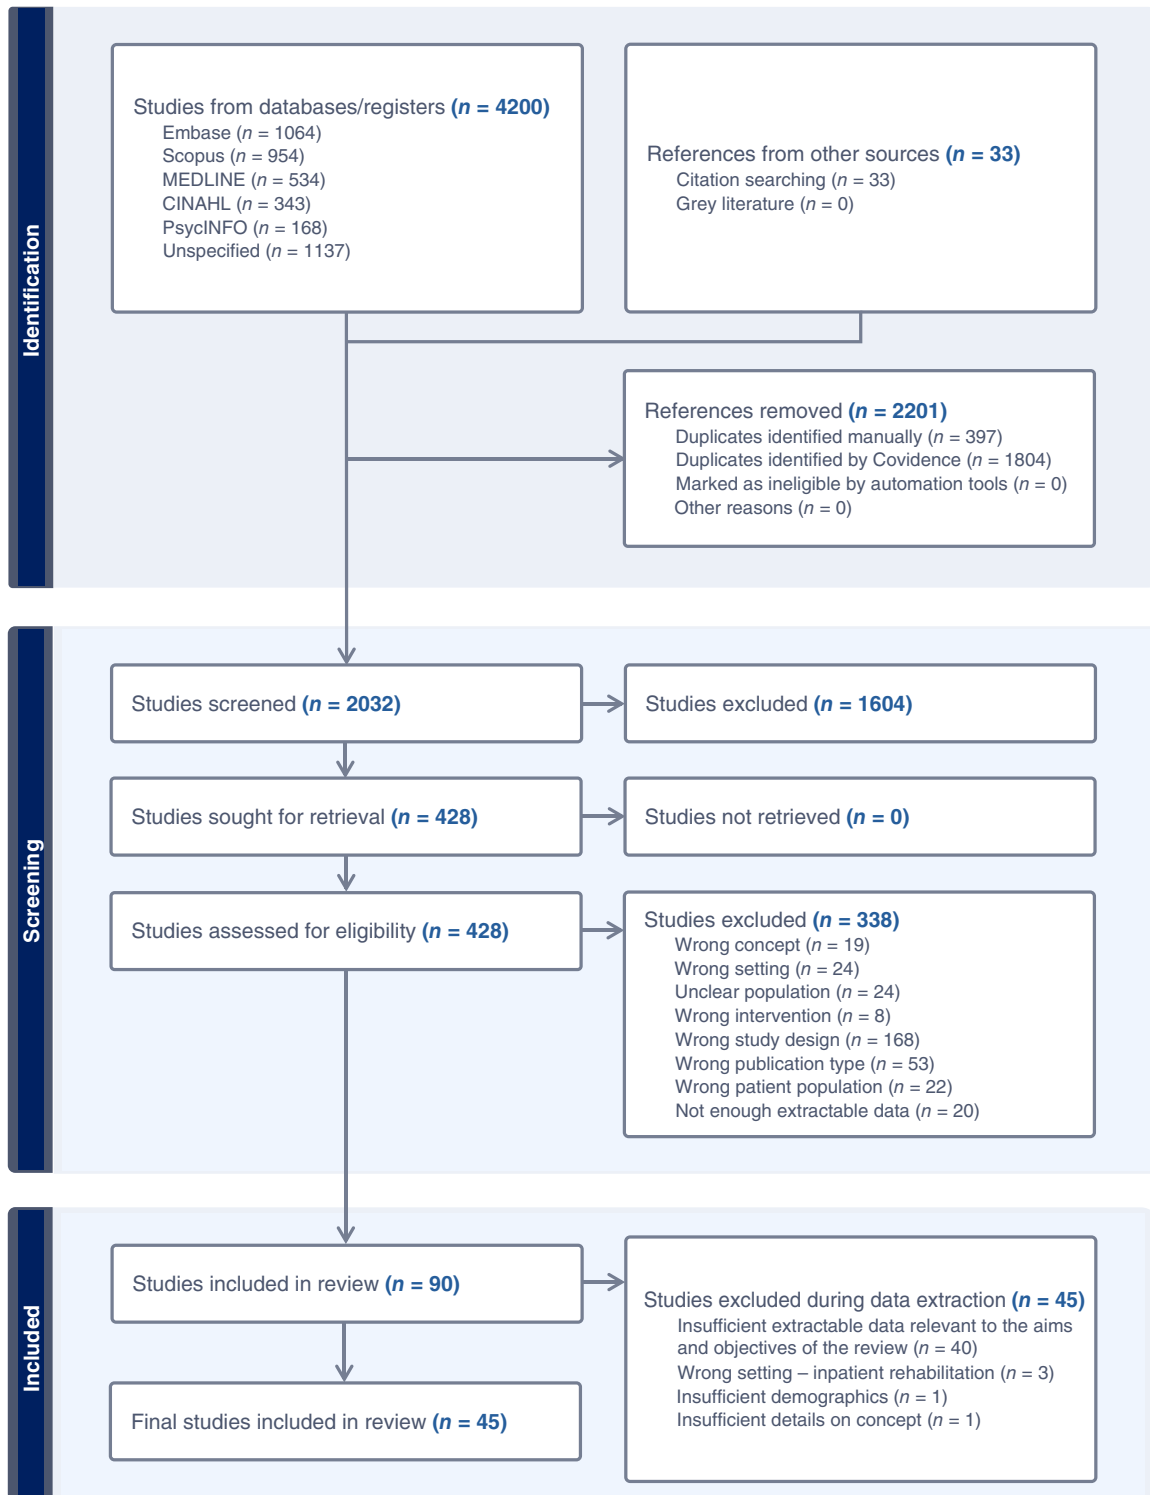 Identification
Studies from databases/registers (n = 4200)
Embase (n = 1064)
Scopus (n = 954)
MEDLINE (n = 534)
CINAHL (n = 343)
PsycINFO (n = 168)
Unspecified (n = 1137)
References from other sources (n = 33)
Citation searching (n = 33)
Grey literature (n = 0)
References removed (n = 2201)
Duplicates identified manually (n = 397)
Duplicates identified by Covidence (n = 1804)
Marked as ineligible by automation tools (n = 0)
Other reasons (n = 0)
Screening
Studies screened (n = 2032)
Studies excluded (n = 1604)
Studies sought for retrieval (n = 428)
Studies not retrieved (n = 0)
Studies assessed for eligibility (n = 428)
Studies excluded (n = 338)
Wrong concept (n = 19)
Wrong setting (n = 24)
Unclear population (n = 24)
Wrong intervention (n = 8)
Wrong study design (n = 168)
Wrong publication type (n = 53)
Wrong patient population (n = 22)
Not enough extractable data (n = 20)
Included
Studies included in review (n = 90)
Studies excluded during data extraction (n = 45)
Insufficient extractable data relevant to the aims
and objectives of the review (n = 40)
Wrong setting – inpatient rehabilitation (n = 3)
Insufficient demographics (n = 1)
Insufficient details on concept (n = 1)
Final studies included in review (n = 45)